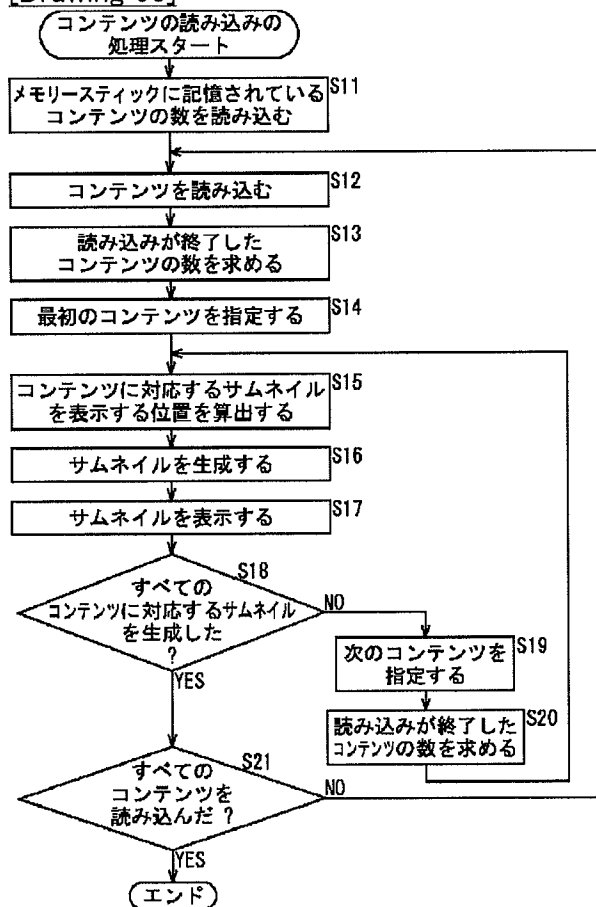 コンテンツの読み込みの
処理スタート
メモリースティックに記憶されている
コンテンツの数を読み込む
S11
コンテンツを読み込む
S12
読み込みが終了した
コンテンツの数を求める
S13
最初のコンテンツを指定する
S14
コンテンツに対応するサムネイル
を表示する位置を算出する
S15
サムネイルを生成する
S16
サムネイルを表示する
S17
すべての
コンテンツに対応するサムネイル
を生成した
?
S18
NO
YES
次のコンテンツを
指定する
S19
読み込みが終了した
コンテンツの数を求める
S20
すべての
コンテンツを
読み込んだ ?
S21
NO
YES
エンド